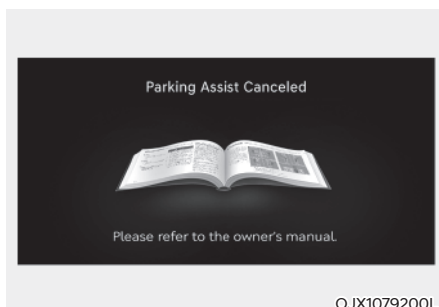 Parking Assist Canceled
Please refer to the owner's manual.
OJX1079200L